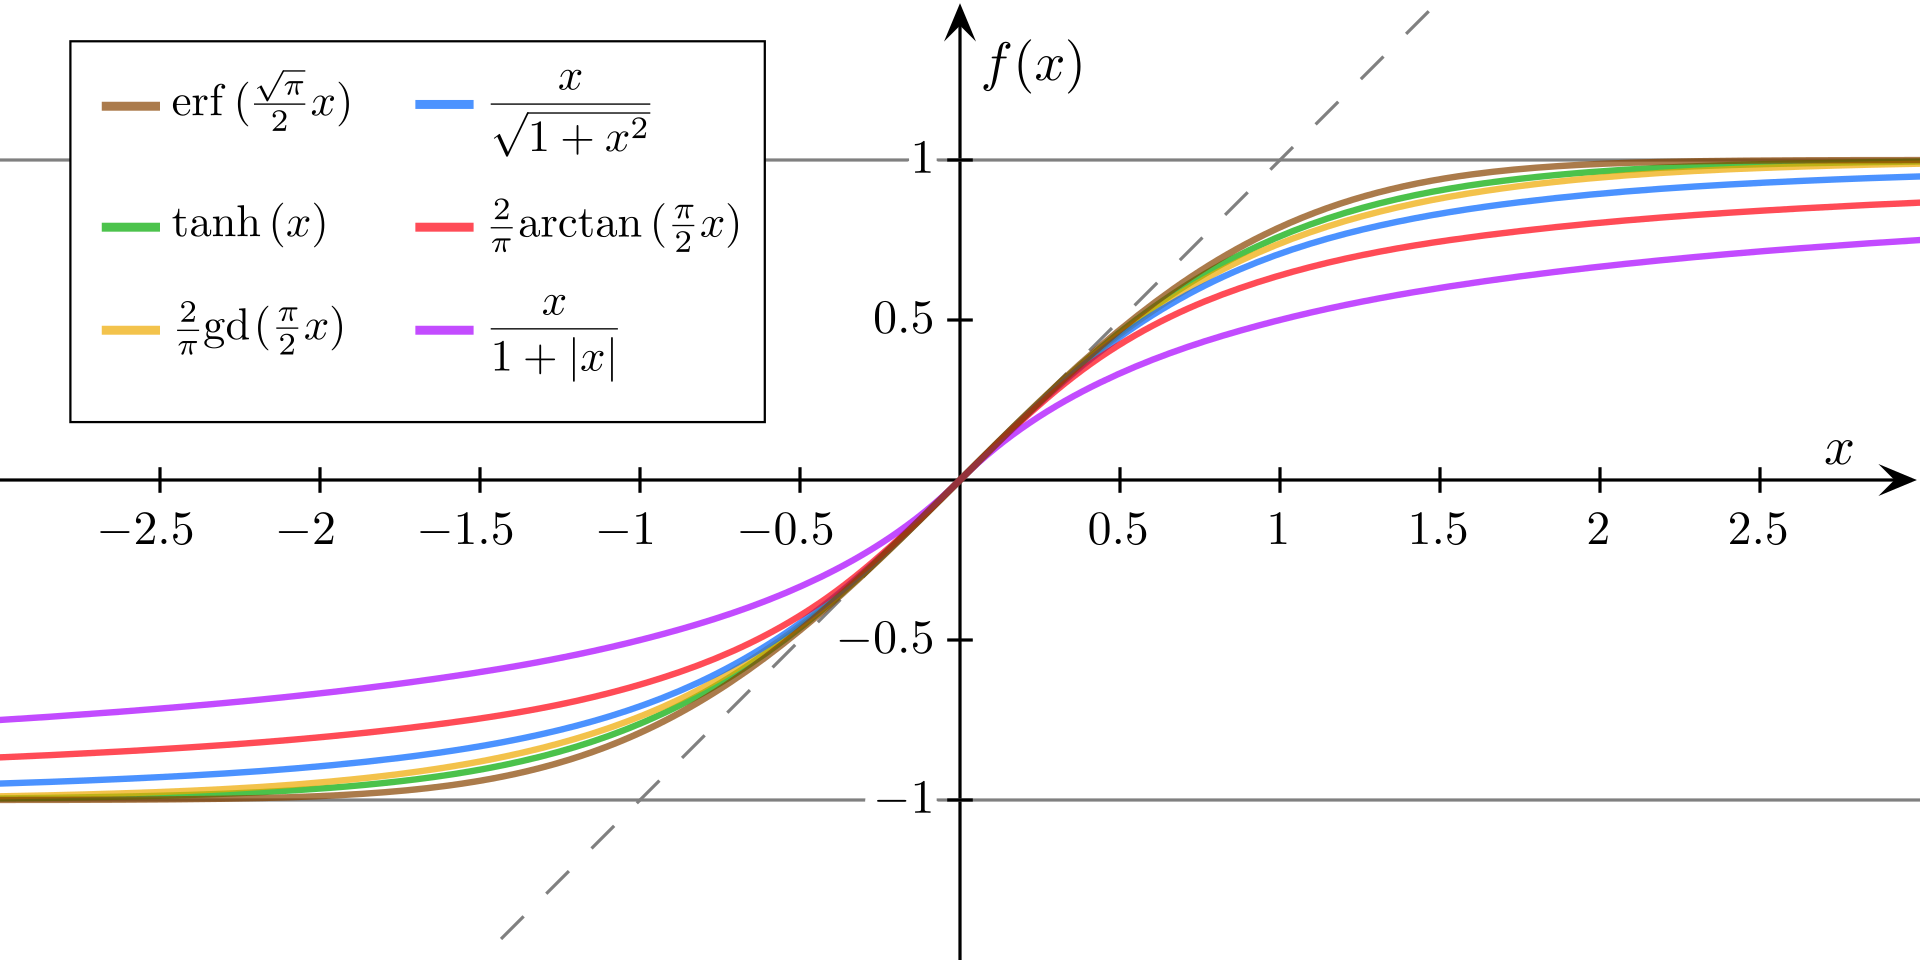 f(x)
erf (√π/2 x)
x/√(1 + x²)
tanh (x)
2/π arctan (π/2 x)
2/π gd(π/2 x)
x/(1 + |x|)
1
0.5
x
−2.5 −2 −1.5 −1 −0.5 0.5 1 1.5 2 2.5
−0.5
−1